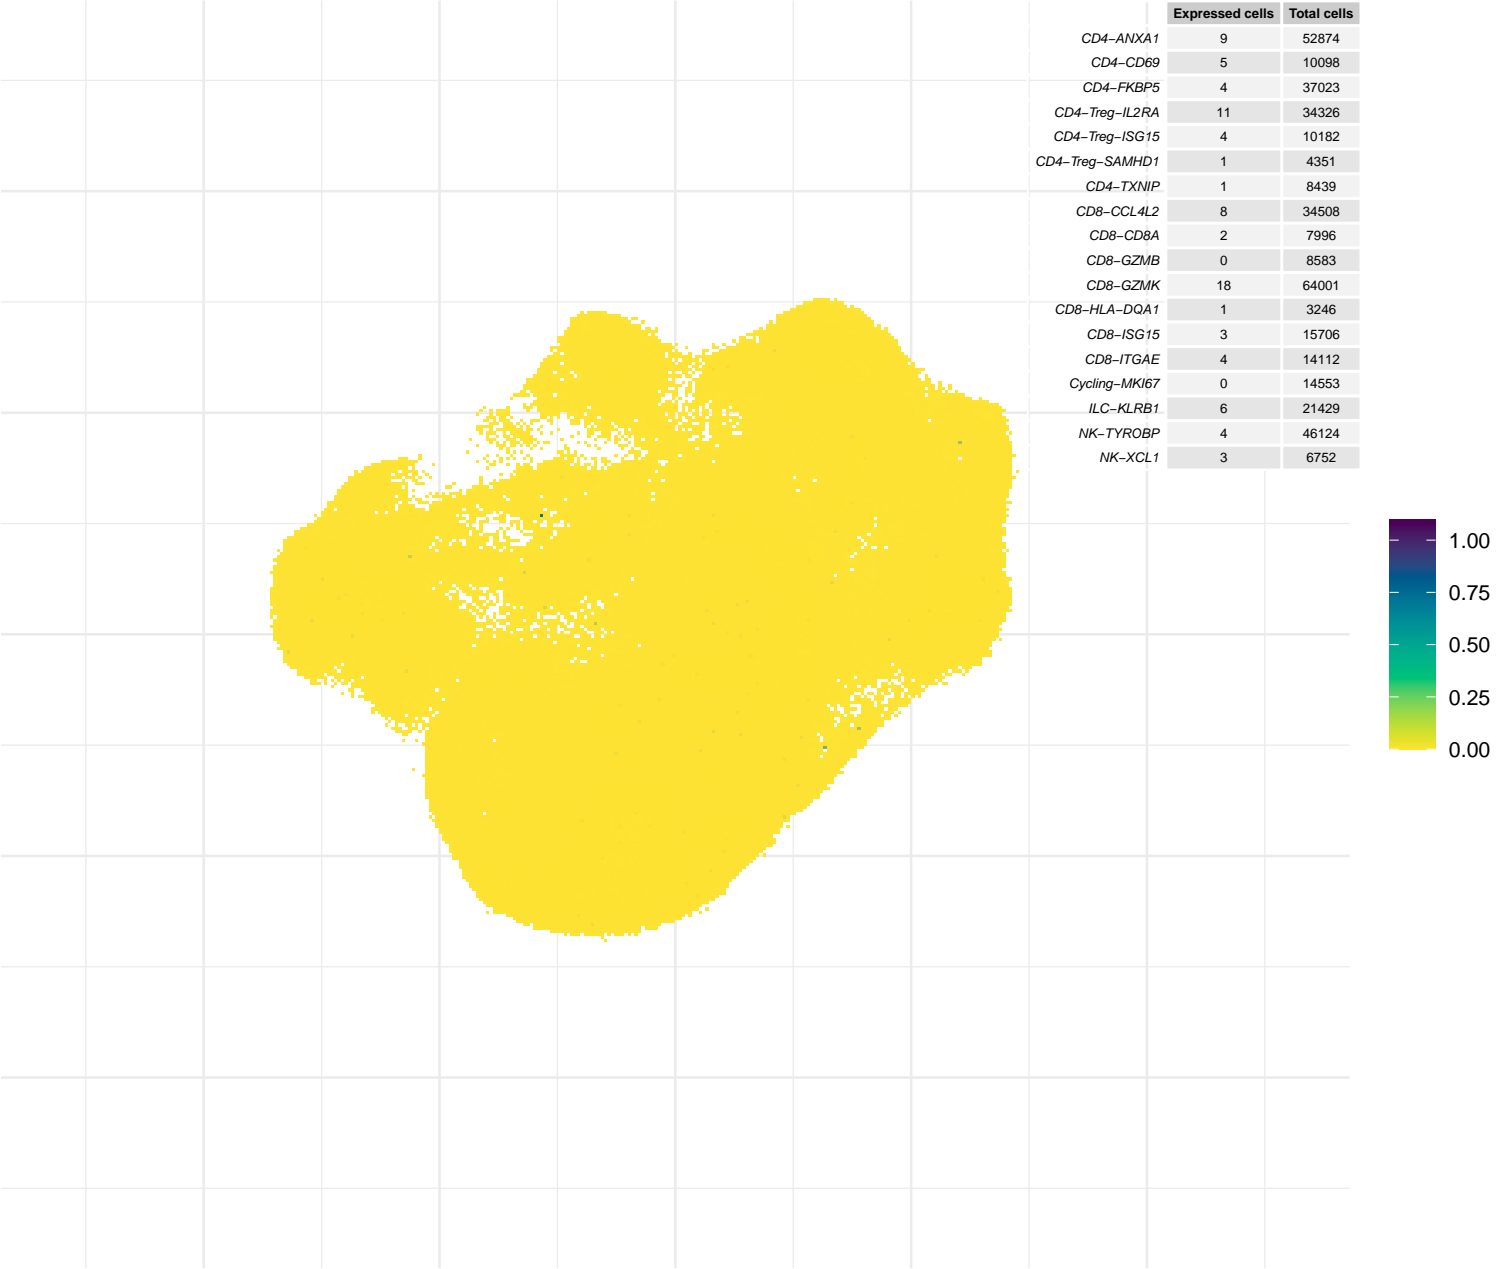 Expressed cells Total cells
CD4−ANXA1 9 52874
CD4−CD69 5 10098
CD4−FKBP5 4 37023
CD4−Treg−IL2RA 11 34326
CD4−Treg−ISG15 4 10182
CD4−Treg−SAMHD1 1 4351
CD4−TXNIP 1 8439
CD8−CCL4L2 8 34508
CD8−CD8A 2 7996
CD8−GZMB 0 8583
CD8−GZMK 18 64001
CD8−HLA−DQA1 1 3246
CD8−ISG15 3 15706
CD8−ITGAE 4 14112
Cycling−MKI67 0 14553
ILC−KLRB1 6 21429
NK−TYROBP 4 46124
NK−XCL1 3 6752
1.00
0.75
0.50
0.25
0.00